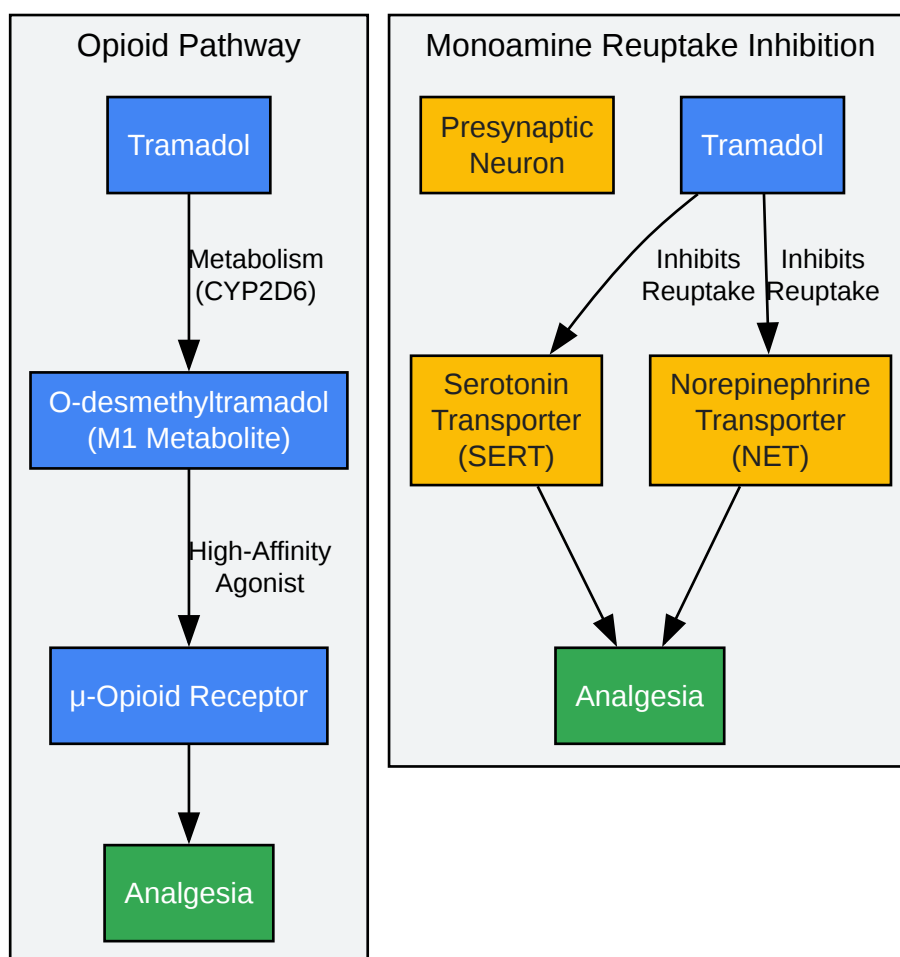 Opioid Pathway
Tramadol
Metabolism
(CYP2D6)
O-desmethyltramadol
(M1 Metabolite)
High-Affinity
Agonist
μ-Opioid Receptor
Analgesia
Monoamine Reuptake Inhibition
Presynaptic
Neuron
Tramadol
Inhibits
Reuptake
Inhibits
Reuptake
Serotonin
Transporter
(SERT)
Norepinephrine
Transporter
(NET)
Analgesia